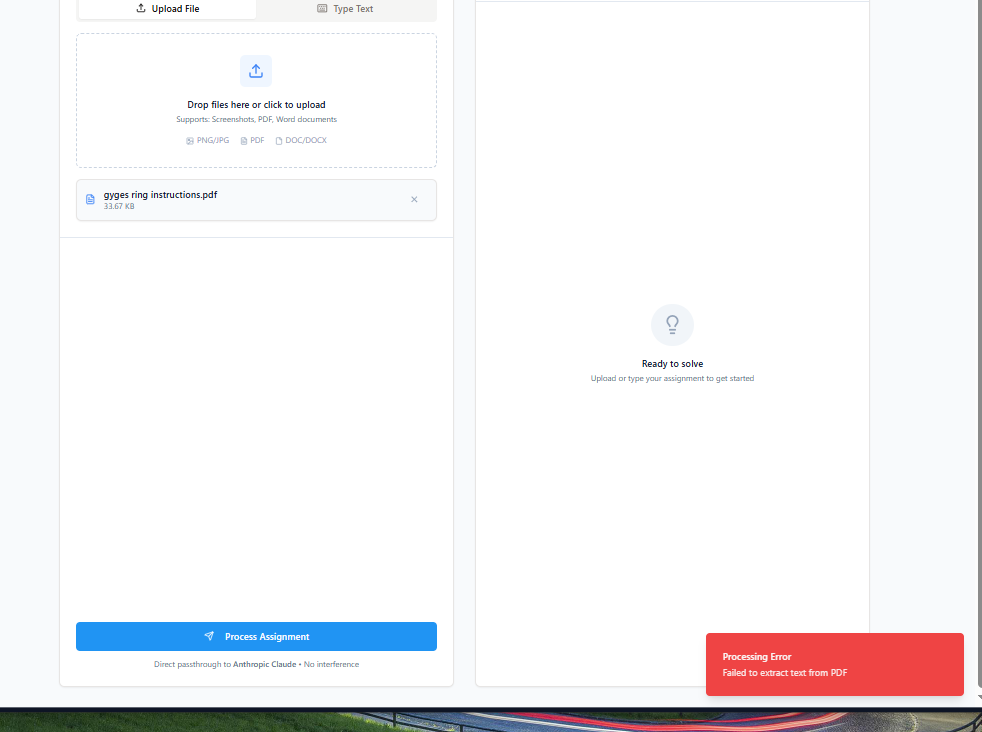 Upload File
Type Text
Drop files here or click to upload
Supports: Screenshots, PDF, Word documents
PNG/JPG PDF DOC/DOCX
gyges ring instructions.pdf
33.67 KB
Process Assignment
Direct passthrough to Anthropic Claude • No interference
Ready to solve
Upload or type your assignment to get started
Processing Error
Failed to extract text from PDF